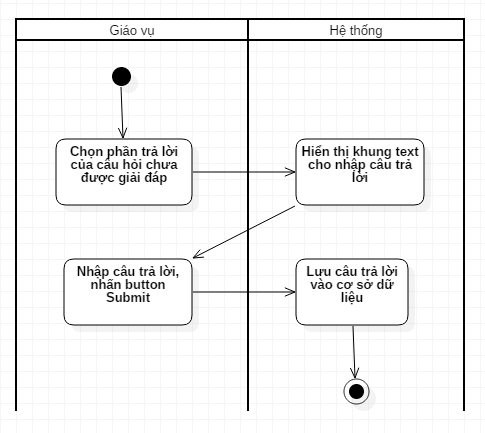 Giáo vụ
Hệ thống
Chọn phần trả lời
của câu hỏi chưa
được giải đáp
Hiển thị khung text
cho nhập câu trả
lời
Nhập câu trả lời,
nhấn button
Submit
Lưu câu trả lời
vào cơ sở dữ
liệu